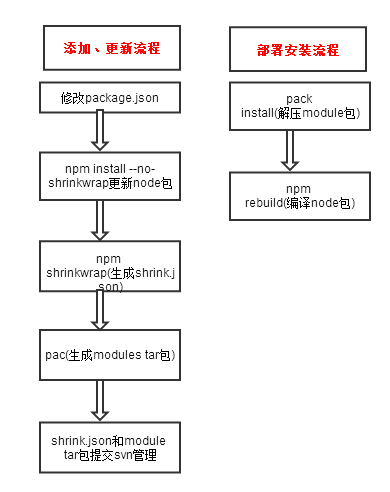 添加、更新流程
修改package.json
npm install --no-
shrinkwrap更新node包
npm
shrinkwrap(生成shrink.j
son)
pac(生成modules tar包)
shrink.json和module
tar包提交svn管理
部署安装流程
pack
install(解压module包)
npm
rebuild(编译node包)